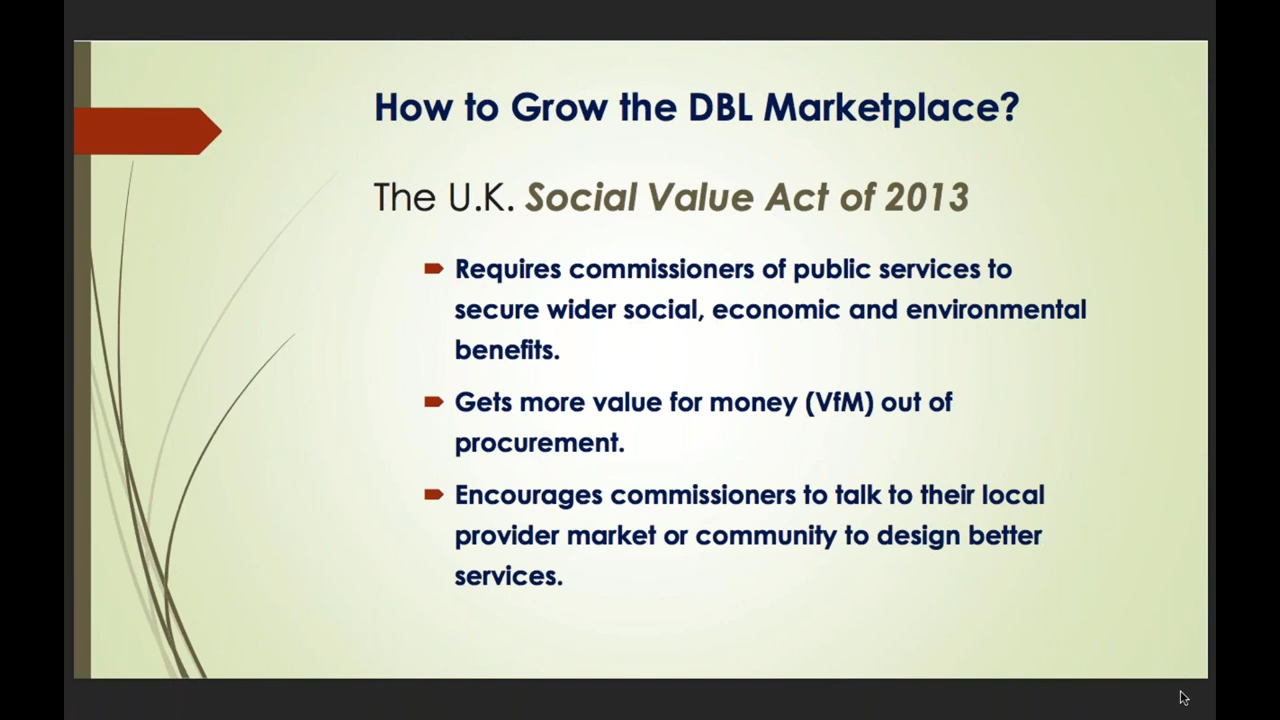 How to Grow the DBL Marketplace?
The U.K. Social Value Act of 2013
Requires commissioners of public services to
secure wider social, economic and environmental
benefits.
Gets more value for money (VfM) out of
procurement.
Encourages commissioners to talk to their local
provider market or community to design better
services.